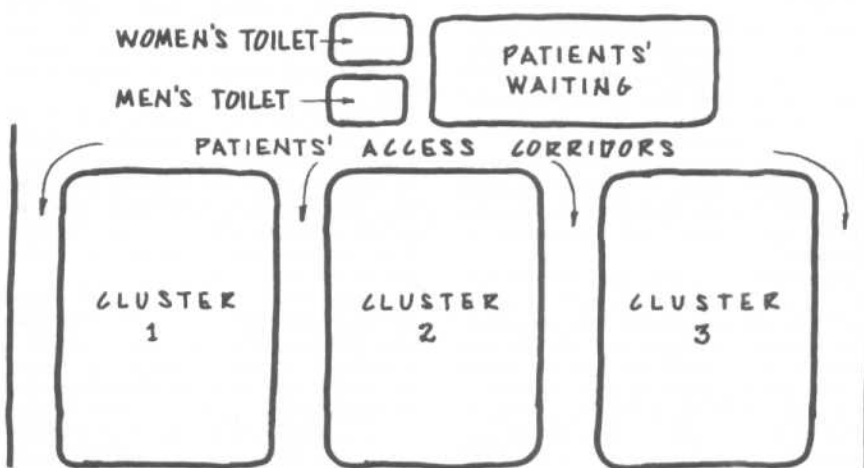 WOMEN'S TOILET
PATIENTS'
WAITING
MEN'S TOILET
PATIENTS' ACCESS CORRIDORS
CLUSTER
1
CLUSTER
2
CLUSTER
3